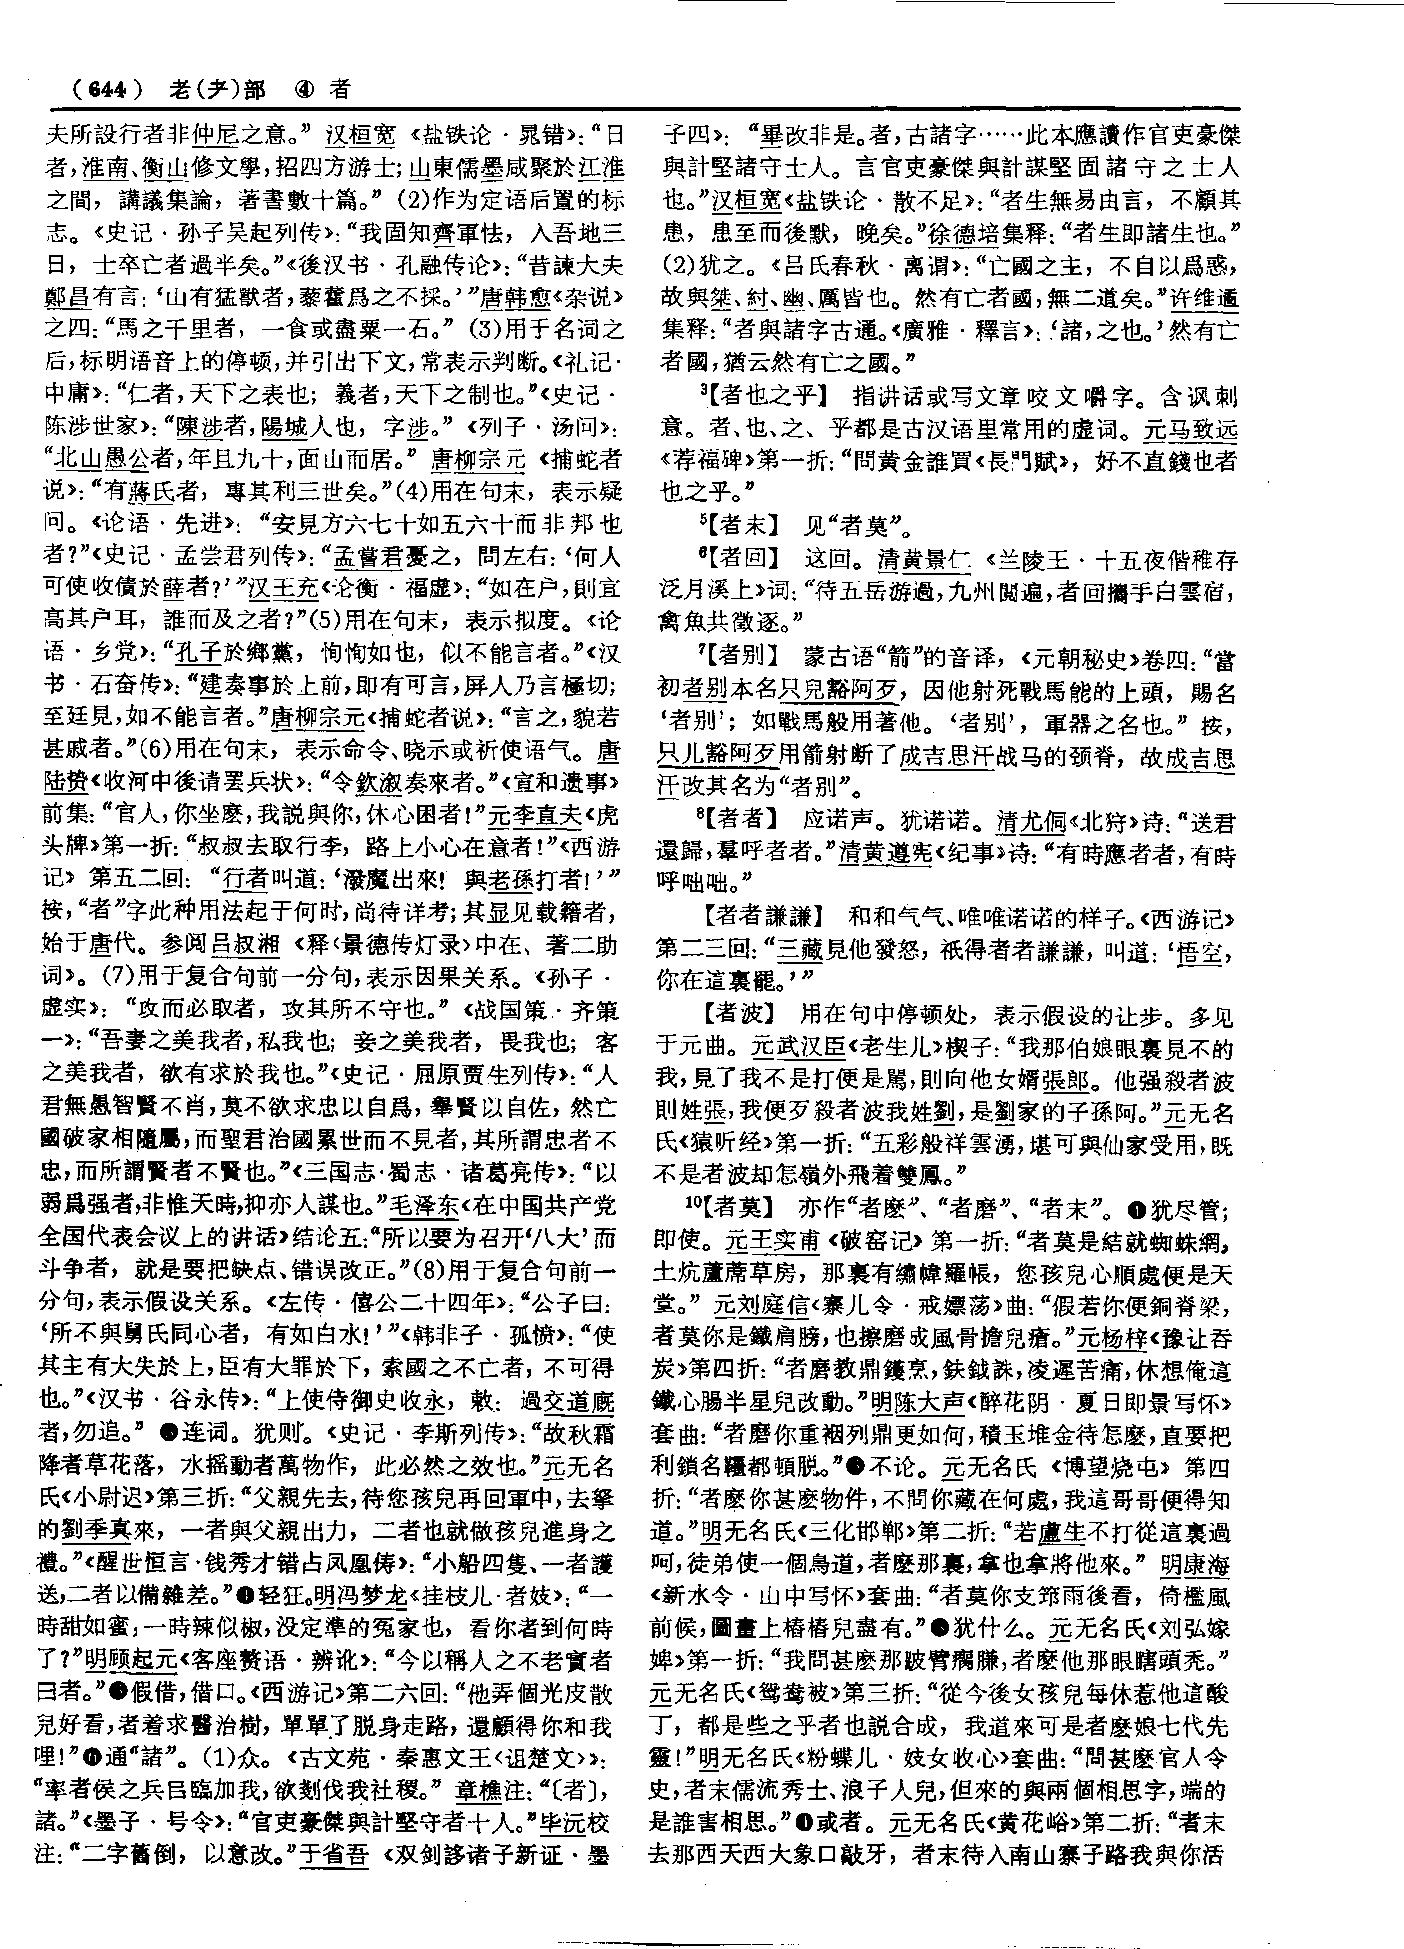 （644） 老(耂)部 ④ 者
夫所設行者非仲尼之意。”汉桓宽《盐铁论·晁错》：“日
者，淮南、衡山修文學，招四方游士；山東儒墨咸聚於江淮
之間，講議集論，著書數十篇。”(2)作为定语后置的标
志。《史记·孙子吴起列传》：“我固知齊軍怯，入吾地三
日，士卒亡者過半矣。”《後汉书·孔融传论》：“昔諫大夫
鄭昌有言：‘山有猛獸者，藜藿爲之不採。’”唐韩愈《杂说》
之四：“馬之千里者，一食或盡粟一石。”(3)用于名词之
后，标明语音上的停顿，并引出下文，常表示判断。《礼记·
中庸》：“仁者，天下之表也；義者，天下之制也。”《史记·
陈涉世家》：“陳涉者，陽城人也，字涉。”《列子·汤问》：
“北山愚公者，年且九十，面山而居。”唐柳宗元《捕蛇者
说》：“有蔣氏者，專其利三世矣。”(4)用在句末，表示疑
问。《论语·先进》：“安見方六七十如五六十而非邦也
者？”《史记·孟尝君列传》：“孟嘗君憂之，問左右：‘何人
可使收債於薛者？’”汉王充《论衡·福虚》：“如在户，則宜
高其户耳，誰而及之者？”(5)用在句末，表示拟度。《论
语·乡党》：“孔子於鄉黨，恂恂如也，似不能言者。”《汉
书·石奋传》：“建奏事於上前，即有可言，屏人乃言極切；
至廷見，如不能言者。”唐柳宗元《捕蛇者说》：“言之，貌若
甚戚者。”(6)用在句末，表示命令、晓示或祈使语气。唐
陆贽《收河中後请罢兵状》：“令欽溆奏來者。”《宣和遗事》
前集：“官人，你坐麽，我説與你，休心困者！”元李直夫《虎
头牌》第一折：“叔叔去取行李，路上小心在意者！”《西游
记》第五二回：“行者叫道：‘潑魔出來！與老孫打者！’”
按，“者”字此种用法起于何时，尚待详考；其显见载籍者，
始于唐代。参阅吕叔湘《释〈景德传灯录〉中在、著二助
词》。(7)用于复合句前一分句，表示因果关系。《孙子·
虚实》：“攻而必取者，攻其所不守也。”《战国策·齐策
一》：“吾妻之美我者，私我也；妾之美我者，畏我也；客
之美我者，欲有求於我也。”《史记·屈原贾生列传》：“人
君無愚智賢不肖，莫不欲求忠以自爲，舉賢以自佐，然亡
國破家相隨屬，而聖君治國累世而不見者，其所謂忠者不
忠，而所謂賢者不賢也。”《三国志·蜀志·诸葛亮传》：“以
弱爲强者，非惟天時，抑亦人謀也。”毛泽东《在中国共产党
全国代表会议上的讲话》结论五：“所以要为召开‘八大’而
斗争者，就是要把缺点、错误改正。”(8)用于复合句前一
分句，表示假设关系。《左传·僖公二十四年》：“公子曰：
‘所不與舅氏同心者，有如白水！’”《韩非子·孤愤》：“使
其主有大失於上，臣有大罪於下，索國之不亡者，不可得
也。”《汉书·谷永传》：“上使侍御史收永，敕：過交道廐
者，勿追。”连词。犹则。《史记·李斯列传》：“故秋霜
降者草花落，水摇動者萬物作，此必然之效也。”元无名
氏《小尉迟》第三折：“父親先去，待您孩兒再回軍中，去拏
的劉季真來，一者與父親出力，二者也就做孩兒進身之
禮。”《醒世恒言·钱秀才错占凤凰俦》：“小船四隻、一者護
送，二者以備雜差。”轻狂。明冯梦龙《挂枝儿·者妓》：“一
時甜如蜜；一時辣似椒，没定準的冤家也，看你者到何時
了？”明顾起元《客座赘语·辨讹》：“今以稱人之不老實者
曰者。”假借，借口。《西游记》第二六回：“他弄個光皮散
兒好看，者着求醫治樹，單單了脱身走路，還顧得你和我
哩！”通“諸”。(1)众。《古文苑·秦惠文王〈诅楚文〉》：
“率者侯之兵㠯臨加我，欲剗伐我社稷。”章樵注：“〔者〕，
諸。”《墨子·号令》：“官吏豪傑與計堅守者十人。”毕沅校
注：“二字舊倒，以意改。”于省吾《双剑誃诸子新证·墨
子四》：“畢改非是。者，古諸字……此本應讀作官吏豪傑
與計堅諸守士人。言官吏豪傑與計謀堅固諸守之士人
也。”汉桓宽《盐铁论·散不足》：“者生無易由言，不顧其
患，患至而後默，晚矣。”徐德培集释：“者生即諸生也。”
(2)犹之。《吕氏春秋·离谓》：“亡國之主，不自以爲惑，
故與桀、紂、幽、厲皆也。然有亡者國，無二道矣。”许维遹
集释：“者與諸字古通。《廣雅·釋言》：‘諸，之也。’然有亡
者國，猶云然有亡之國。”
³【者也之乎】 指讲话或写文章咬文嚼字。含讽刺
意。者、也、之、乎都是古汉语里常用的虚词。元马致远
《荐福碑》第一折：“問黄金誰買《長門賦》，好不直錢也者
也之乎。”
⁵【者末】 见“者莫”。
⁶【者回】 这回。清黄景仁《兰陵王·十五夜偕稚存
泛月溪上》词：“待五岳游過，九州閲遍，者回攜手白雲宿，
禽魚共徵逐。”
⁷【者别】 蒙古语“箭”的音译，《元朝秘史》卷四：“當
初者别本名只兒豁阿歹，因他射死戰馬能的上頭，賜名
‘者别’；如戰馬般用著他。‘者别’，軍器之名也。”按，
只儿豁阿歹用箭射断了成吉思汗战马的颈脊，故成吉思
汗改其名为“者别”。
⁸【者者】 应诺声。犹诺诺。清尤侗《北狩》诗：“送君
還歸，羣呼者者。”清黄遵宪《纪事》诗：“有時應者者，有時
呼咄咄。”
【者者謙謙】 和和气气、唯唯诺诺的样子。《西游记》
第二三回：“三藏見他發怒，祇得者者謙謙，叫道：‘悟空，
你在這裏罷。’”
【者波】 用在句中停顿处，表示假设的让步。多见
于元曲。元武汉臣《老生儿》楔子：“我那伯娘眼裏見不的
我，見了我不是打便是駡，則向他女婿張郎。他强殺者波
則姓張，我便歹殺者波我姓劉，是劉家的子孫阿。”元无名
氏《猿听经》第一折：“五彩般祥雲湧，堪可與仙家受用，既
不是者波却怎嶺外飛着雙鳳。”
¹⁰【者莫】 亦作“者麽”、“者磨”、“者末”。❶犹尽管；
即使。元王实甫《破窑记》第一折：“者莫是結就蜘蛛網，
土炕蘆蓆草房，那裏有繡幃羅帳，您孩兒心順處便是天
堂。”元刘庭信《寨儿令·戒嫖荡》曲：“假若你便銅脊梁，
者莫你是鐵肩膀，也擦磨成風骨擔兒瘡。”元杨梓《豫让吞
炭》第四折：“者磨教鼎鑊烹，鈇鉞誅，凌遲苦痛，休想俺這
鐵心腸半星兒改動。”明陈大声《醉花阴·夏日即景写怀》
套曲：“者磨你重裀列鼎更如何，積玉堆金待怎麽，直要把
利鎖名韁都頓脱。”不论。元无名氏《博望烧屯》第四
折：“者麽你甚麽物件，不問你藏在何處，我這哥哥便得知
道。”明无名氏《三化邯郸》第二折：“若盧生不打從這裏過
呵，徒弟使一個鳥道，者麽那裏，拿也拿將他來。”明康海
《新水令·山中写怀》套曲：“者莫你支筇雨後看，倚檻風
前候，圖畫上樁樁兒盡有。”犹什么。元无名氏《刘弘嫁
婢》第一折：“我問甚麽那跛臂瘸臁，者麽他那眼瞎頭秃。”
元无名氏《鸳鸯被》第三折：“從今後女孩兒每休惹他這酸
丁，都是些之乎者也説合成，我道來可是者麽娘七代先
靈！”明无名氏《粉蝶儿·妓女收心》套曲：“問甚麽官人令
史，者末儒流秀士、浪子人兒，但來的與兩個相思字，端的
是誰害相思。”或者。元无名氏《黄花峪》第二折：“者末
去那西天西大象口敲牙，者末待入南山寨子路我與你活